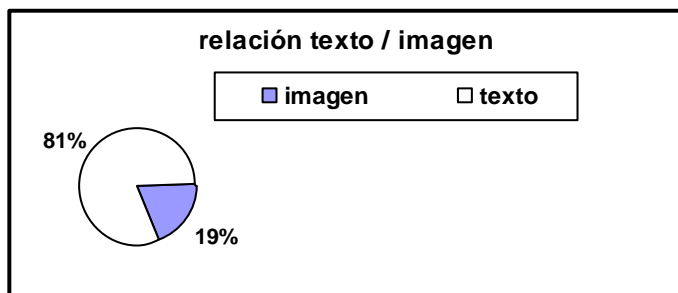 relación texto / imagen
imagen texto
81%
19%